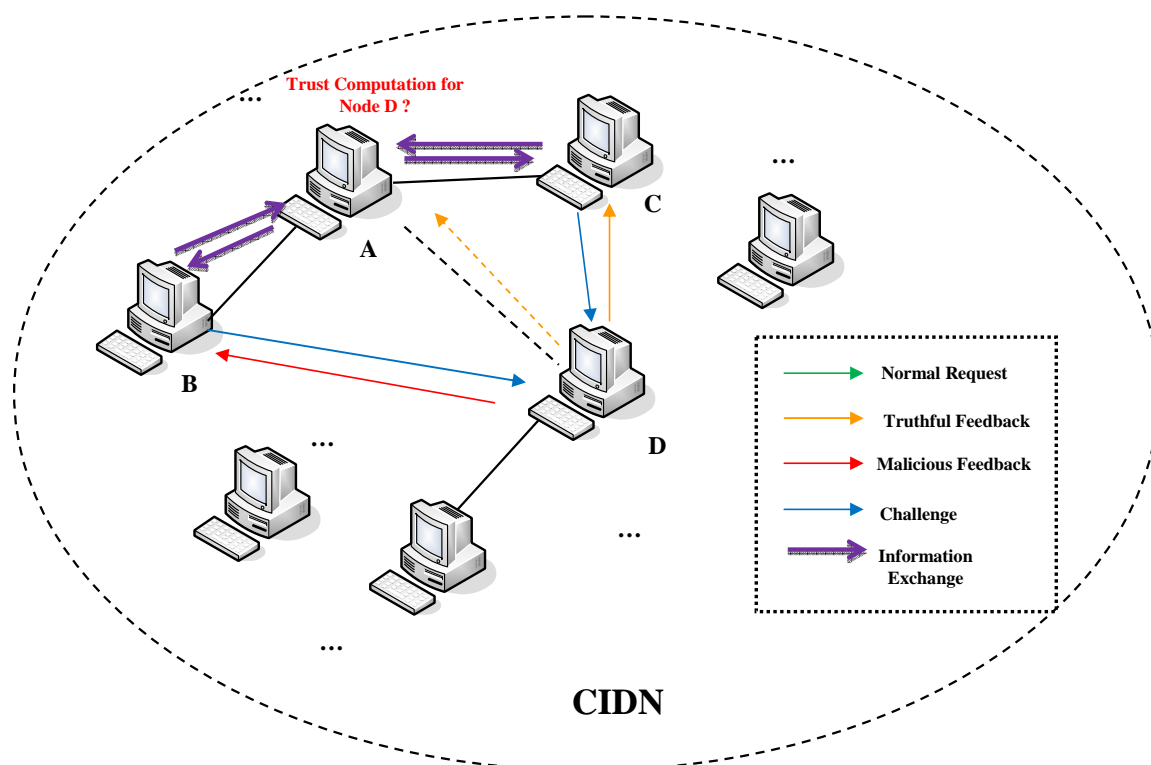 Trust Computation for
Node D ?
...
...
C
A
B
D
Normal Request
Truthful Feedback
Malicious Feedback
Challenge
Information
Exchange
...
...
...
CIDN